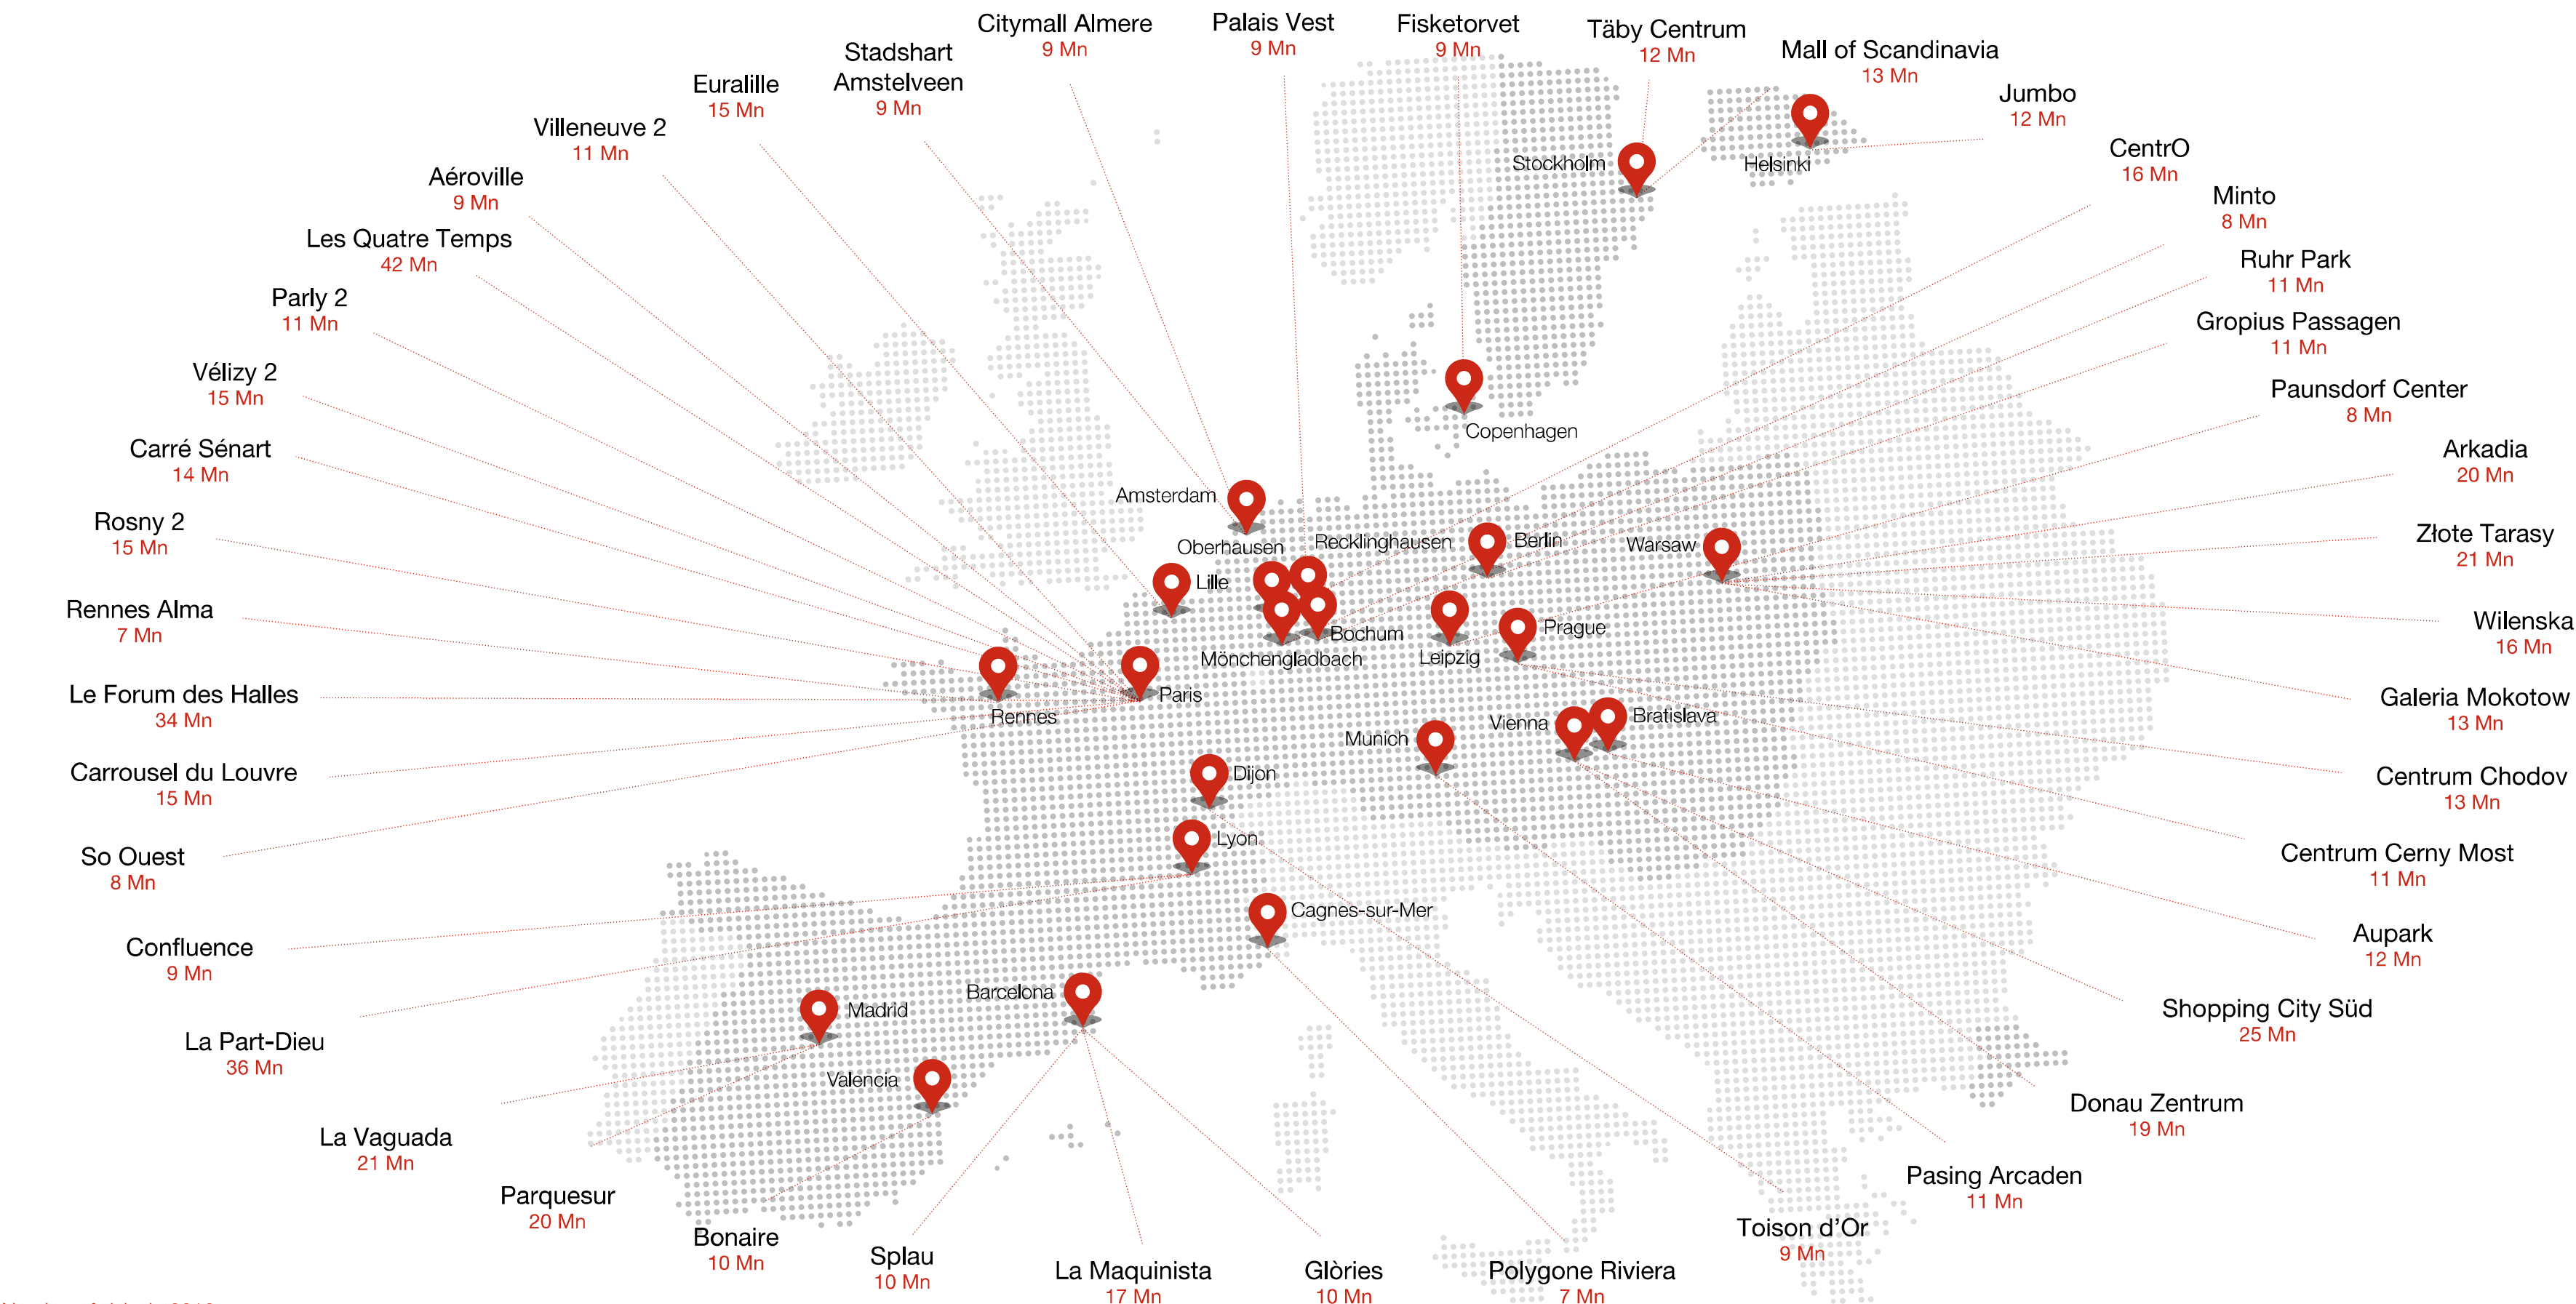 Citymall Almere
9 Mn
Palais Vest
9 Mn
Fisketorvet
9 Mn
Täby Centrum
12 Mn
Mall of Scandinavia
13 Mn
Stadshart
Amstelveen
9 Mn
Euralille
15 Mn
Jumbo
12 Mn
Villeneuve 2
11 Mn
CentrO
16 Mn
Aéroville
9 Mn
Minto
8 Mn
Les Quatre Temps
42 Mn
Ruhr Park
11 Mn
Parly 2
11 Mn
Gropius Passagen
11 Mn
Vélizy 2
15 Mn
Paunsdorf Center
8 Mn
Carré Sénart
14 Mn
Arkadia
20 Mn
Rosny 2
15 Mn
Złote Tarasy
21 Mn
Rennes Alma
7 Mn
Wilenska
16 Mn
Le Forum des Halles
34 Mn
Galeria Mokotow
13 Mn
Carrousel du Louvre
15 Mn
Centrum Chodov
13 Mn
So Ouest
8 Mn
Centrum Cerny Most
11 Mn
Confluence
9 Mn
Aupark
12 Mn
La Part-Dieu
36 Mn
Shopping City Süd
25 Mn
La Vaguada
21 Mn
Donau Zentrum
19 Mn
Parquesur
20 Mn
Pasing Arcaden
11 Mn
Bonaire
10 Mn
Toison d’Or
9 Mn
Splau
10 Mn
La Maquinista
17 Mn
Glòries
10 Mn
Polygone Riviera
7 Mn
Stockholm
Helsinki
Copenhagen
Amsterdam
Oberhausen
Recklinghausen
Berlin
Warsaw
Lille
Bochum
Mönchengladbach
Leipzig
Prague
Paris
Rennes
Munich
Vienna
Bratislava
Dijon
Lyon
Cagnes-sur-Mer
Barcelona
Madrid
Valencia